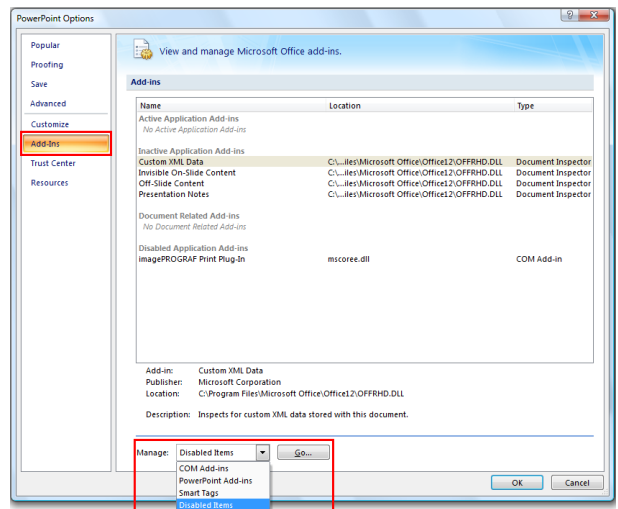 PowerPoint Options
Popular
Proofing
Save
Advanced
Customize
Add-Ins
Trust Center
Resources
View and manage Microsoft Office add-ins.
Add-ins
Name Location Type
Active Application Add-ins
No Active Application Add-ins
Inactive Application Add-ins
Custom XML Data C:\...iles\Microsoft Office\Office12\OFFRHD.DLL Document Inspector
Invisible On-Slide Content C:\...iles\Microsoft Office\Office12\OFFRHD.DLL Document Inspector
Off-Slide Content C:\...iles\Microsoft Office\Office12\OFFRHD.DLL Document Inspector
Presentation Notes C:\...iles\Microsoft Office\Office12\OFFRHD.DLL Document Inspector
Document Related Add-ins
No Document Related Add-ins
Disabled Application Add-ins
imagePROGRAF Print Plug-In mscoree.dll COM Add-in
Add-in: Custom XML Data
Publisher: Microsoft Corporation
Location: C:\Program Files\Microsoft Office\Office12\OFFRHD.DLL
Description: Inspects for custom XML data stored with this document.
Manage: Disabled Items Go...
COM Add-ins
PowerPoint Add-ins
Smart Tags
Disabled Items
OK Cancel